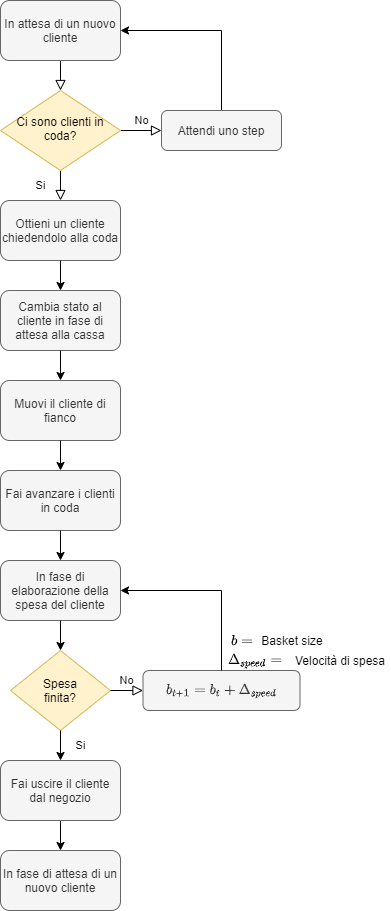 In attesa di un nuovo
cliente
Ci sono clienti in
coda?
No
Attendi uno step
Si
Ottieni un cliente
chiedendolo alla coda
Cambia stato al
cliente in fase di
attesa alla cassa
Muovi il cliente di
fianco
Fai avanzare i clienti
in coda
In fase di
elaborazione della
spesa del cliente
b = Basket size
Δ_speed = Velocità di spesa
Spesa
finita?
No
b_{t+1} = b_t + Δ_speed
Si
Fai uscire il cliente
dal negozio
In fase di attesa di un
nuovo cliente